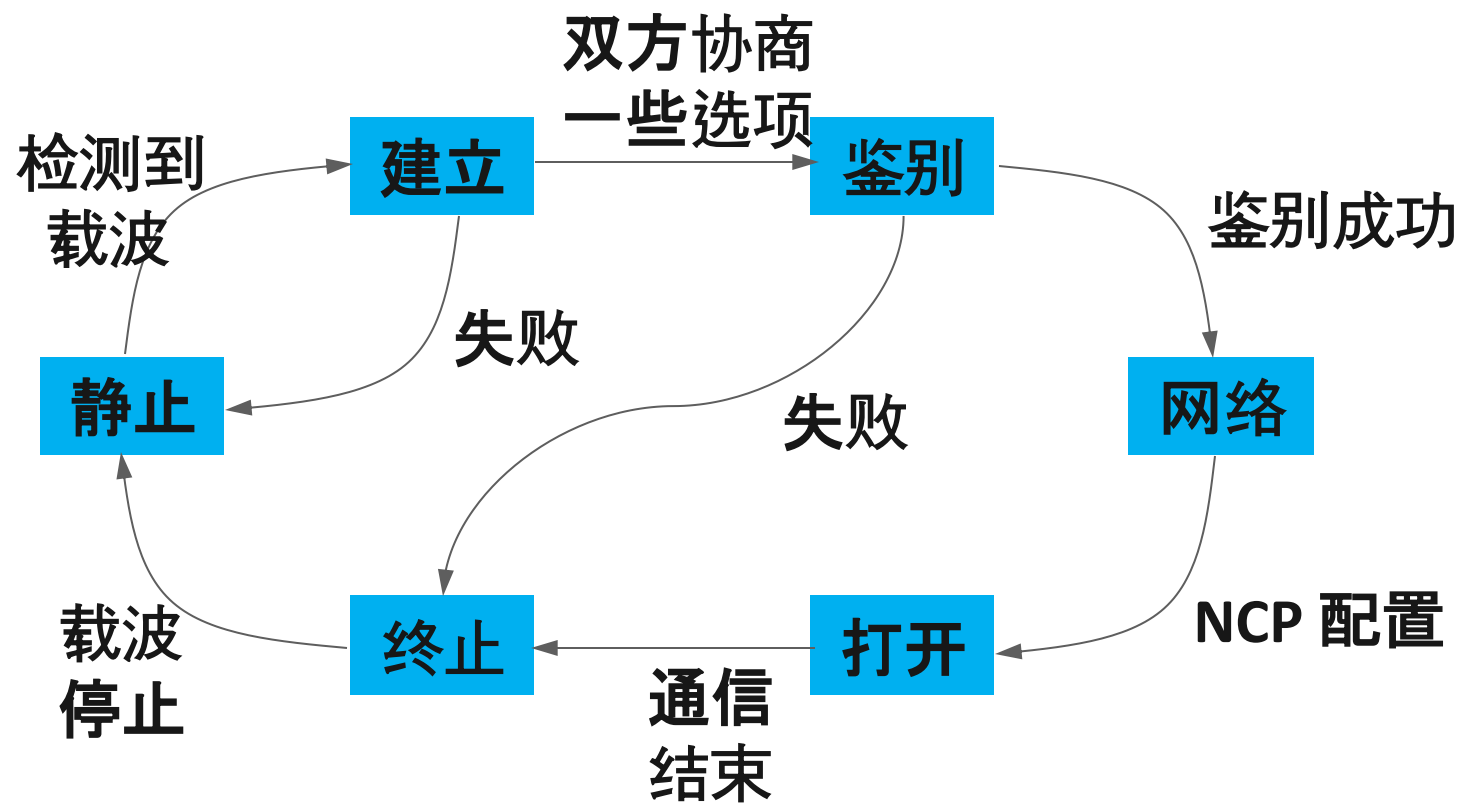 双方协商
一些选项
检测到
载波
建立
鉴别
鉴别成功
失败
静止
失败
网络
载波
停止
终止
打开
NCP 配置
通信
结束